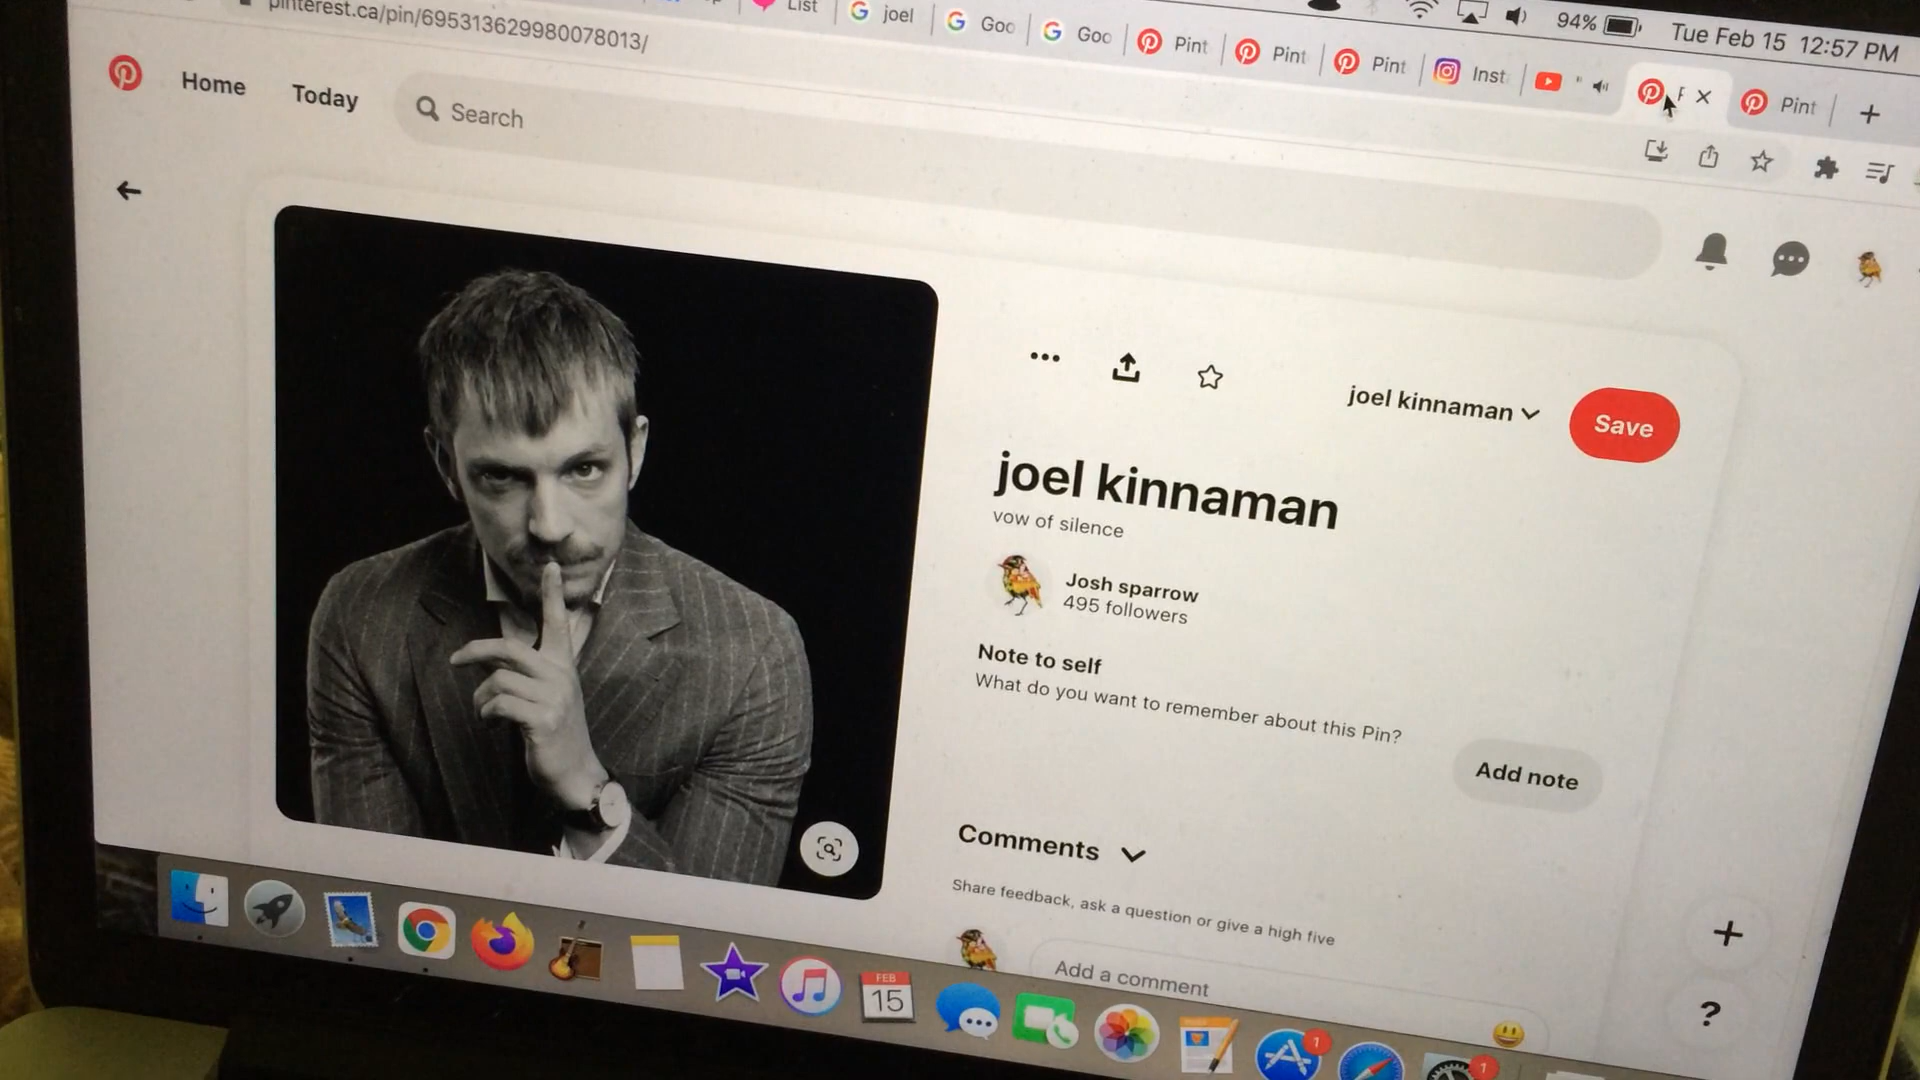 94% Tue Feb 15 12:57 PM
List joel Goo Goo Pint Pint Pint Inst Pint
pinterest.ca/pin/695313629980078013/
Home Today Search
joel kinnaman Save
joel kinnaman
vow of silence
Josh sparrow
495 followers
Note to self
What do you want to remember about this Pin?
Add note
Comments
Share feedback, ask a question or give a high five
Add a comment
?
FEB
15
1
1